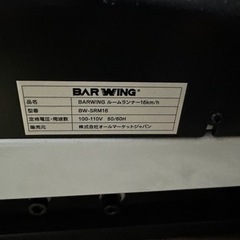 BARWING®
品名 BARWING ルームランナー16km/h
型番 BW-SRM16
定格電圧・周波数 100-110V 50/60H
販売元 株式会社オールマーケットジャパン